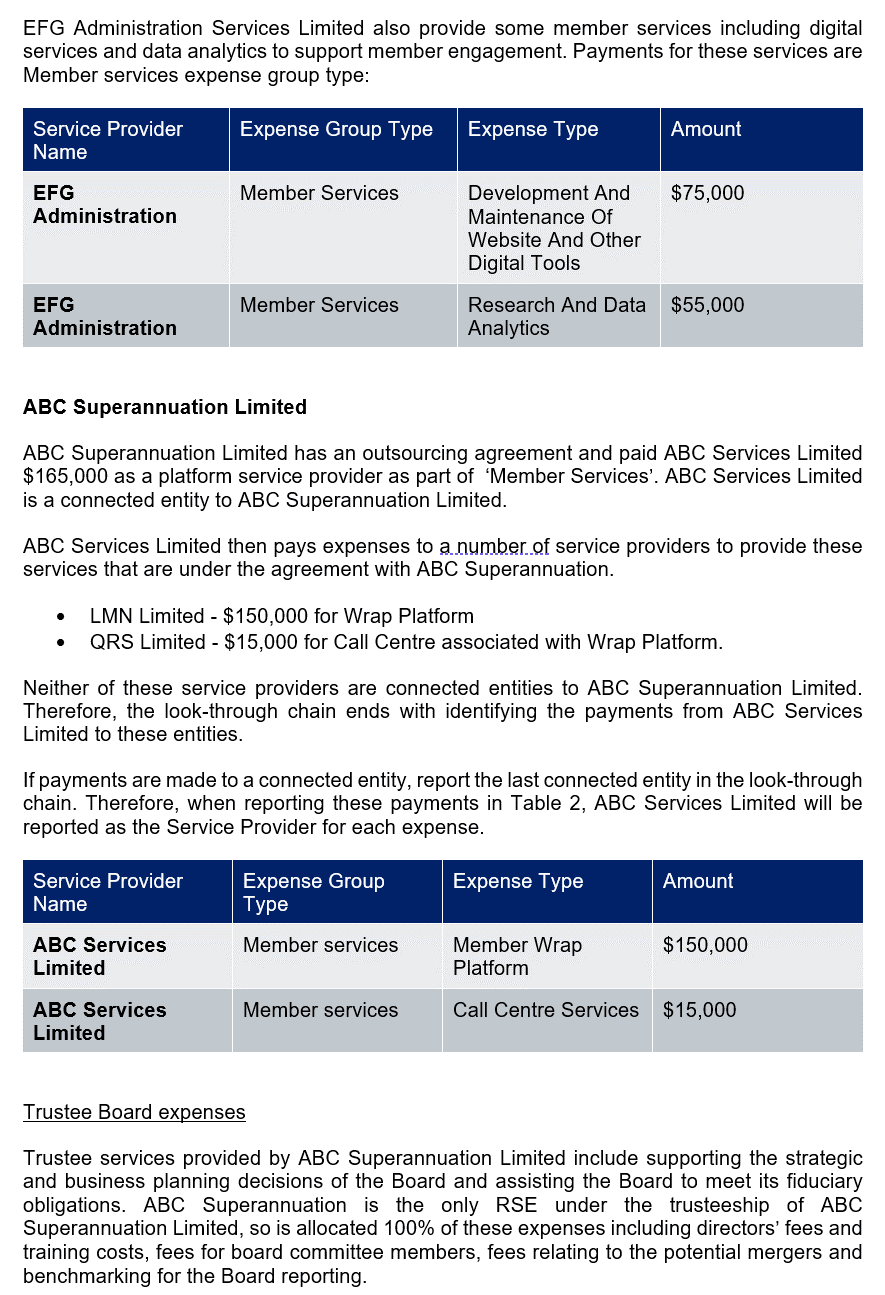 EFG Administration Services Limited also provide some member services including digital
services and data analytics to support member engagement. Payments for these services are
Member services expense group type:
Service Provider Name | Expense Group Type | Expense Type | Amount
EFG Administration | Member Services | Development And Maintenance Of Website And Other Digital Tools | $75,000
EFG Administration | Member Services | Research And Data Analytics | $55,000
ABC Superannuation Limited
ABC Superannuation Limited has an outsourcing agreement and paid ABC Services Limited
$165,000 as a platform service provider as part of ‘Member Services’. ABC Services Limited
is a connected entity to ABC Superannuation Limited.
ABC Services Limited then pays expenses to a number of service providers to provide these
services that are under the agreement with ABC Superannuation.
• LMN Limited - $150,000 for Wrap Platform
• QRS Limited - $15,000 for Call Centre associated with Wrap Platform.
Neither of these service providers are connected entities to ABC Superannuation Limited.
Therefore, the look-through chain ends with identifying the payments from ABC Services
Limited to these entities.
If payments are made to a connected entity, report the last connected entity in the look-through
chain. Therefore, when reporting these payments in Table 2, ABC Services Limited will be
reported as the Service Provider for each expense.
Service Provider Name | Expense Group Type | Expense Type | Amount
ABC Services Limited | Member services | Member Wrap Platform | $150,000
ABC Services Limited | Member services | Call Centre Services | $15,000
Trustee Board expenses
Trustee services provided by ABC Superannuation Limited include supporting the strategic
and business planning decisions of the Board and assisting the Board to meet its fiduciary
obligations. ABC Superannuation is the only RSE under the trusteeship of ABC
Superannuation Limited, so is allocated 100% of these expenses including directors’ fees and
training costs, fees for board committee members, fees relating to the potential mergers and
benchmarking for the Board reporting.